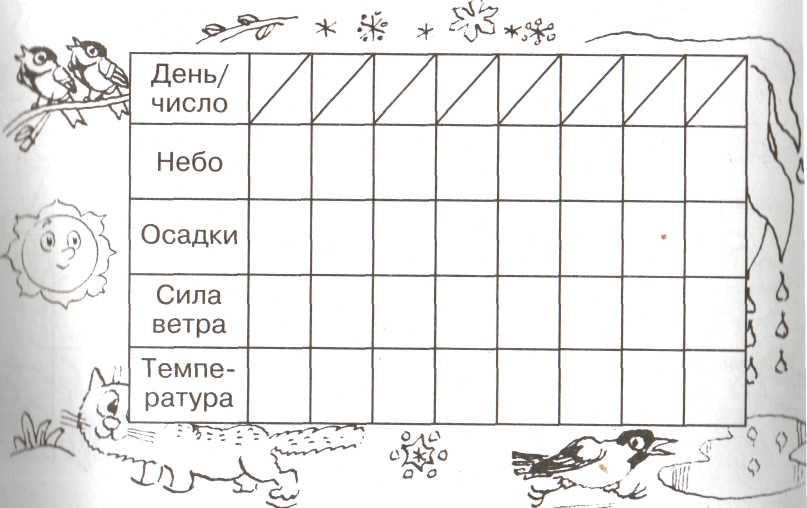 День/
число
Небо
Осадки
Сила
ветра
Темпе-
ратура